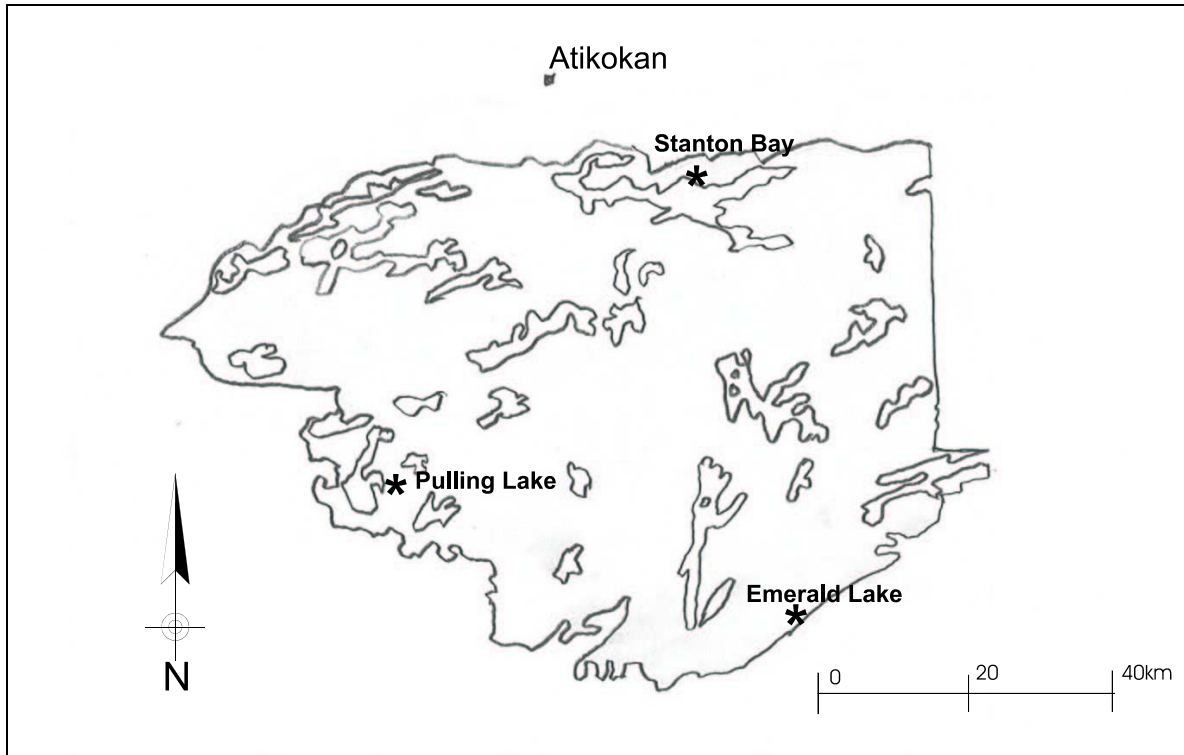 Atikokan
Stanton Bay
*
* Pulling Lake
Emerald Lake
*
N
0 20 40km